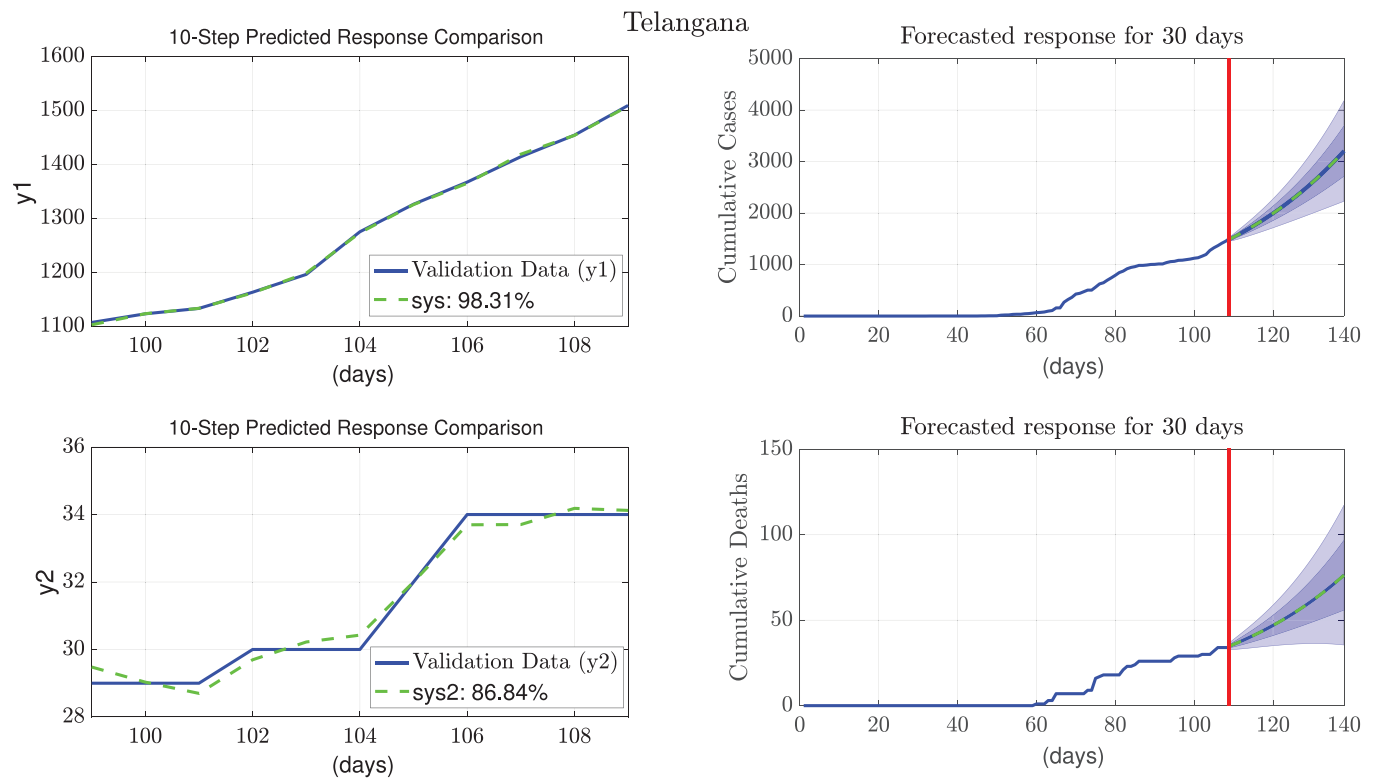 Telangana
10-Step Predicted Response Comparison
1600
1500
1400
1300
1200
1100
y1
Validation Data (y1)
sys: 98.31%
100 102 104 106 108
(days)
Forecasted response for 30 days
5000
4000
3000
2000
1000
0
Cumulative Cases
0 20 40 60 80 100 120 140
(days)
10-Step Predicted Response Comparison
36
34
32
30
28
y2
Validation Data (y2)
sys2: 86.84%
100 102 104 106 108
(days)
Forecasted response for 30 days
150
100
50
0
Cumulative Deaths
0 20 40 60 80 100 120 140
(days)